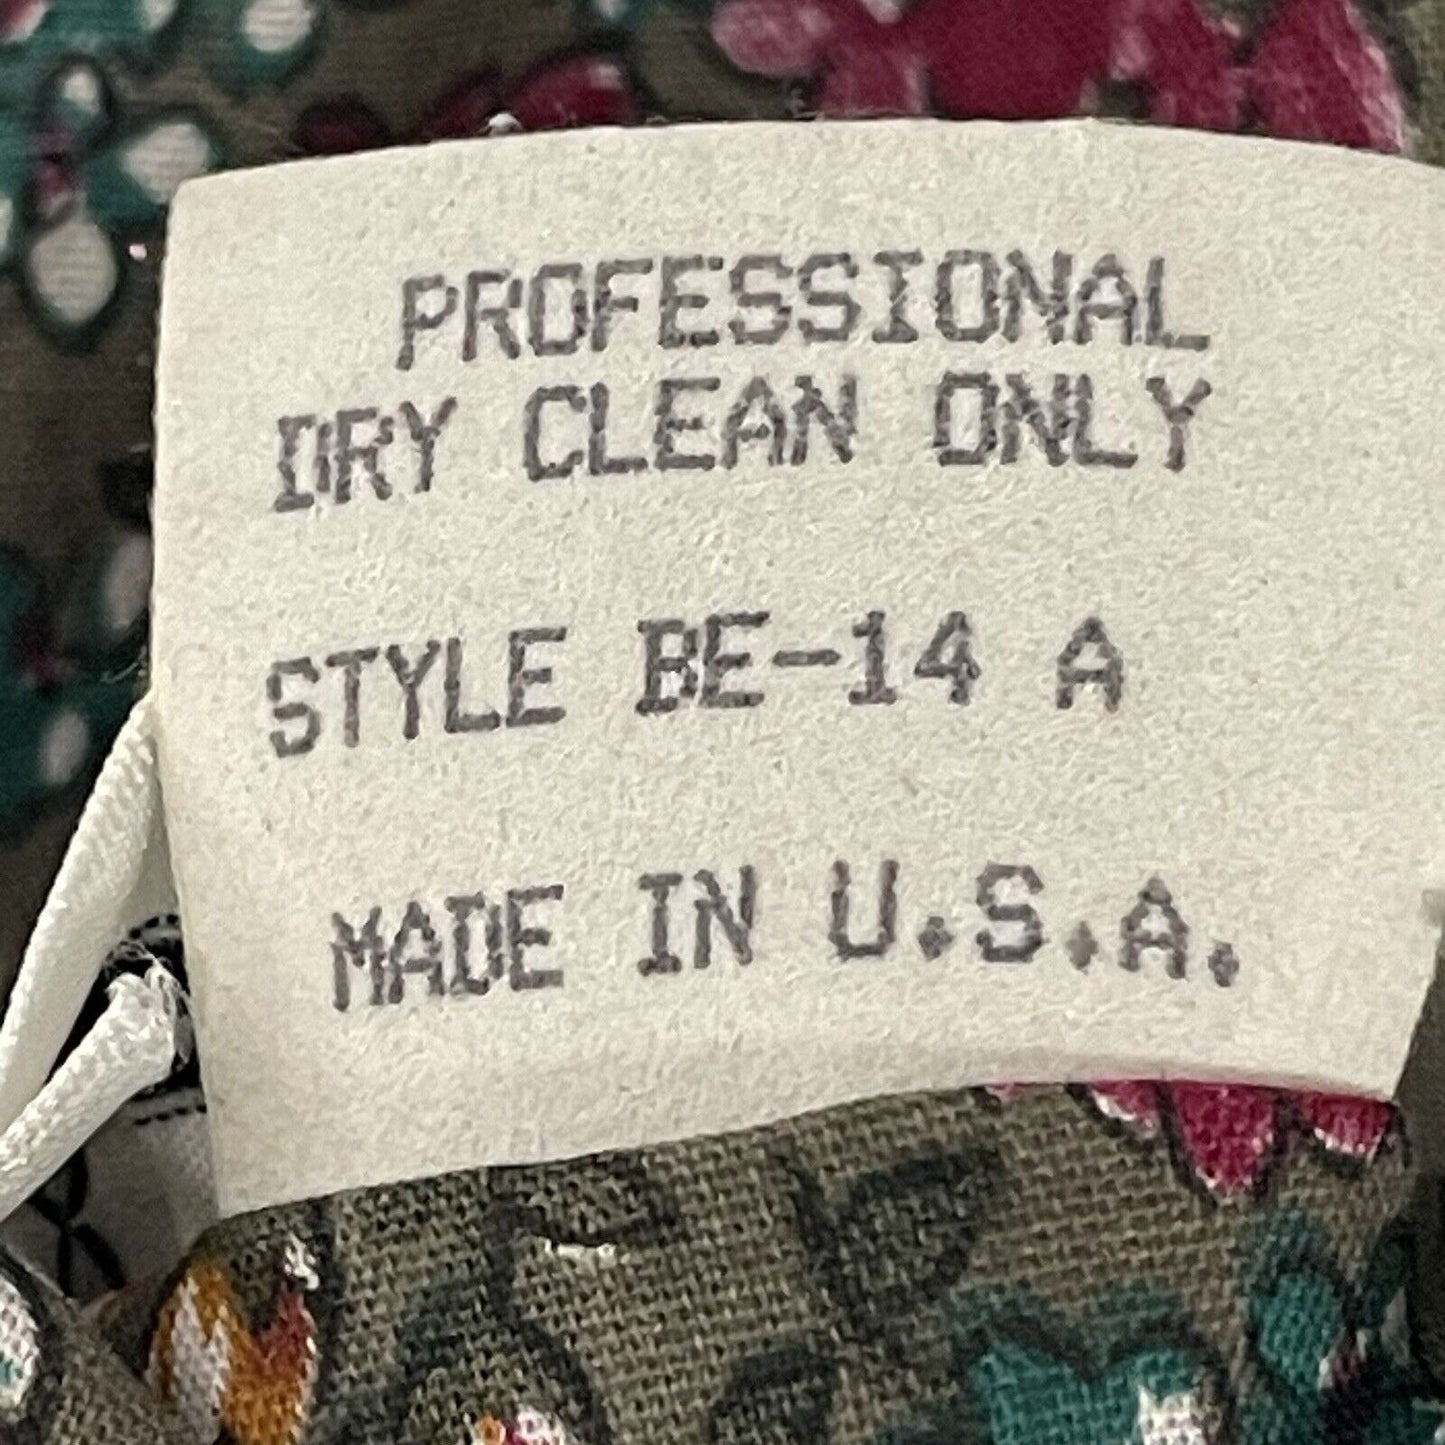 PROFESSIONAL
DRY CLEAN ONLY
STYLE BE-14 A
MADE IN U.S.A.